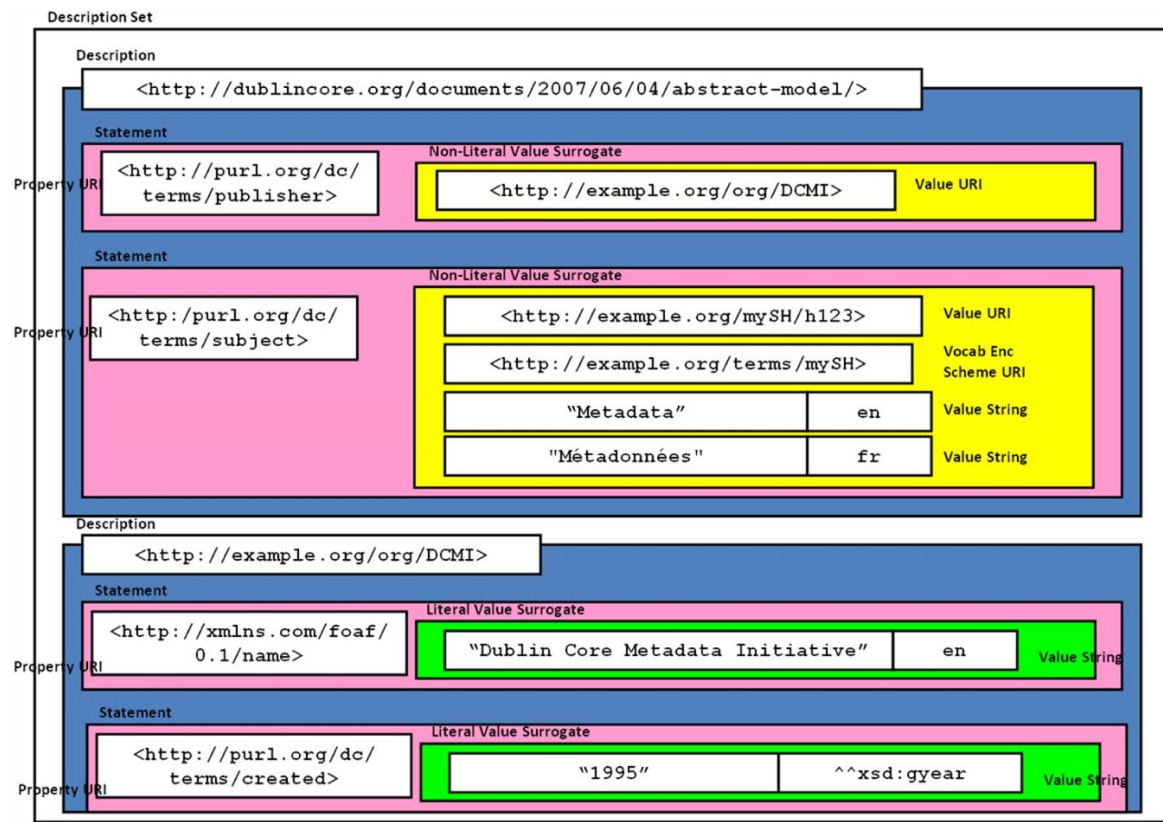 Description Set
Description
<http://dublincore.org/documents/2007/06/04/abstract-model/>
Statement
Non-Literal Value Surrogate
Property URI
<http://purl.org/dc/
terms/publisher>
<http://example.org/org/DCMI>
Value URI
Statement
Non-Literal Value Surrogate
Property URI
<http:/purl.org/dc/
terms/subject>
<http://example.org/mySH/h123>
Value URI
<http://example.org/terms/mySH>
Vocab Enc
Scheme URI
“Metadata”
en
Value String
"Métadonnées"
fr
Value String
Description
<http://example.org/org/DCMI>
Statement
Literal Value Surrogate
Property URI
<http://xmlns.com/foaf/
0.1/name>
“Dublin Core Metadata Initiative”
en
Value String
Statement
Literal Value Surrogate
Property URI
<http://purl.org/dc/
terms/created>
“1995”
^^xsd:gyear
Value String